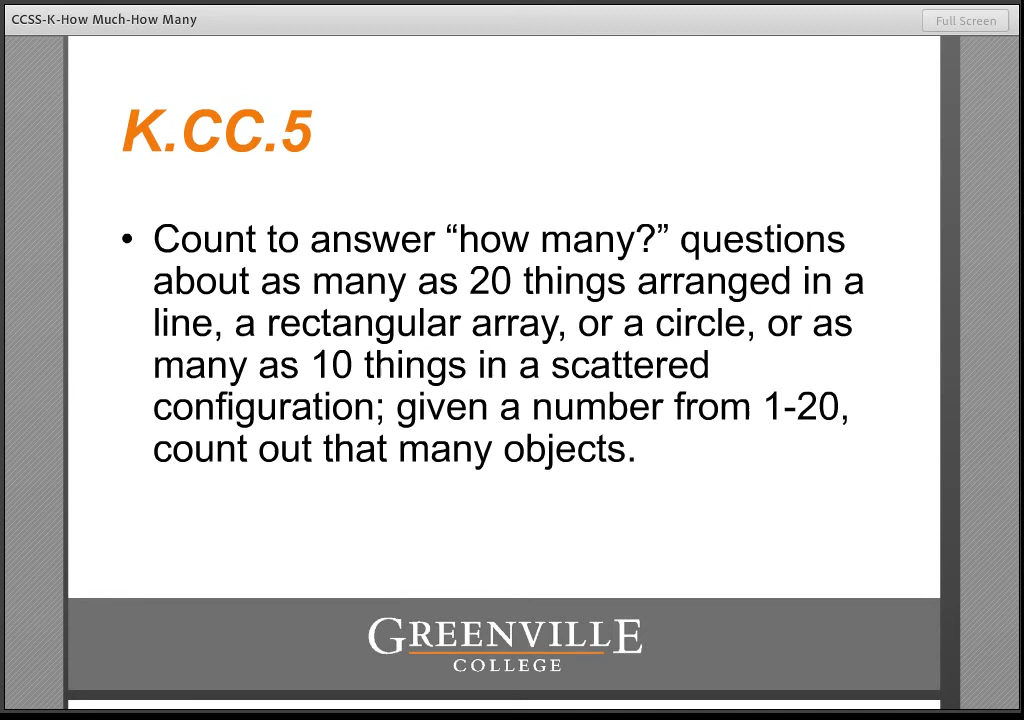 CCSS-K-How Much-How Many
Full Screen
K.CC.5
• Count to answer “how many?” questions
about as many as 20 things arranged in a
line, a rectangular array, or a circle, or as
many as 10 things in a scattered
configuration; given a number from 1-20,
count out that many objects.
GREENVILLE
COLLEGE